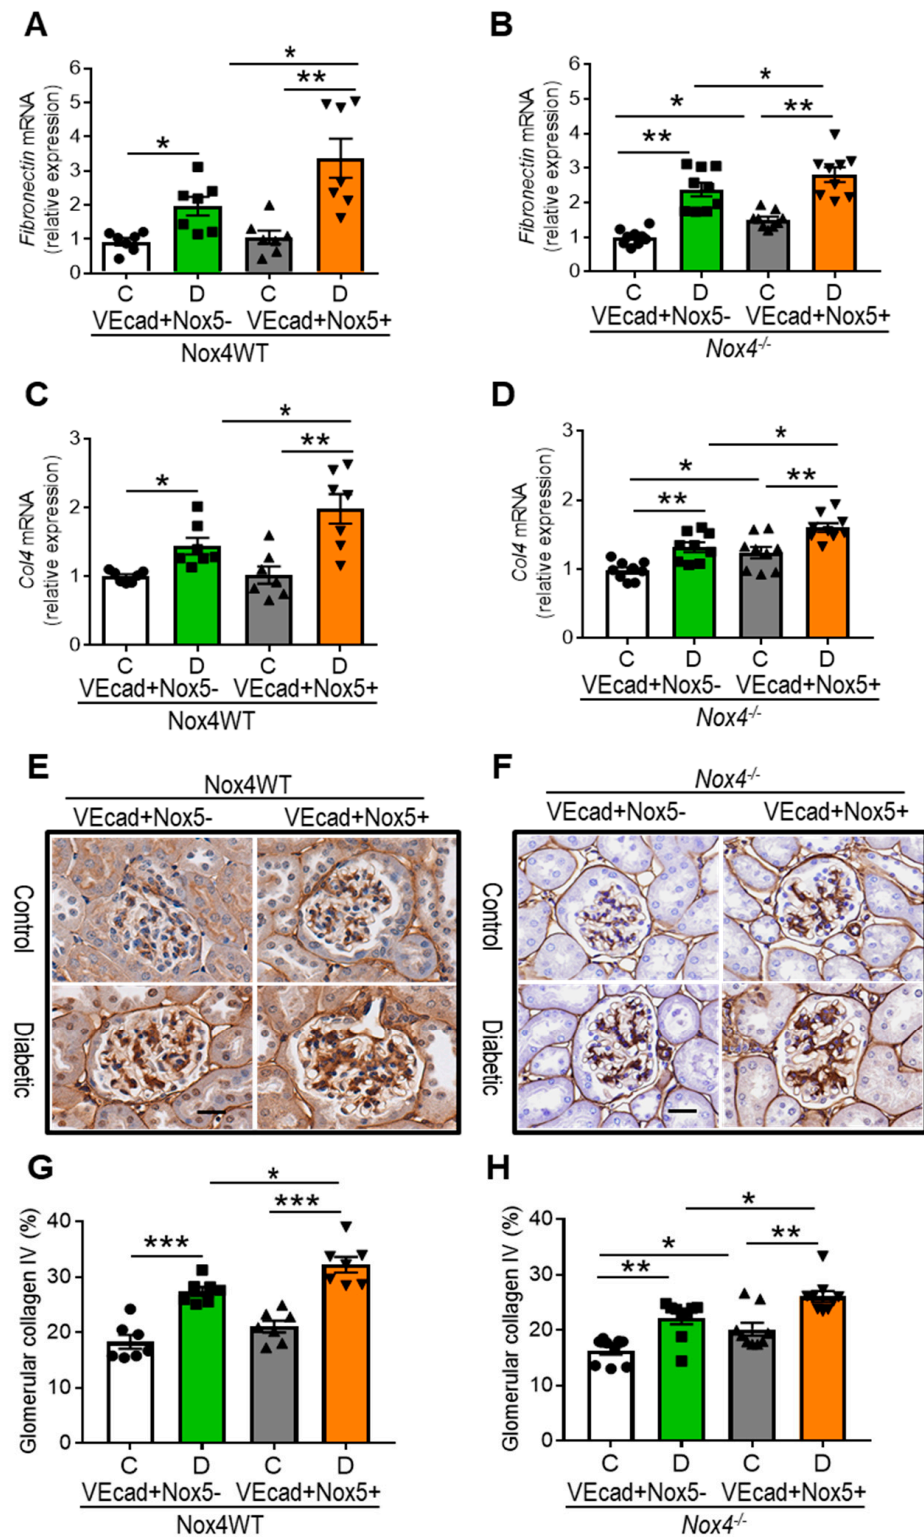 A
B
Fibronectin mRNA
(relative expression)
6
5
4
3
2
1
0
*
*
**
C D C D
VEcad+Nox5- VEcad+Nox5+
Nox4WT
Fibronectin mRNA
(relative expression)
6
5
4
3
2
1
0
*
*
**
**
C D C D
VEcad+Nox5- VEcad+Nox5+
Nox4-/-
C
D
Col4 mRNA
(relative expression)
3
2
1
0
*
*
**
C D C D
VEcad+Nox5- VEcad+Nox5+
Nox4WT
Col4 mRNA
(relative expression)
3
2
1
0
*
*
**
**
C D C D
VEcad+Nox5- VEcad+Nox5+
Nox4-/-
E
F
Nox4WT
VEcad+Nox5- VEcad+Nox5+
Control
Diabetic
Nox4-/-
VEcad+Nox5- VEcad+Nox5+
Control
Diabetic
G
H
Glomerular collagen IV (%)
40
30
20
10
0
*
***
***
C D C D
VEcad+Nox5- VEcad+Nox5+
Nox4WT
Glomerular collagen IV (%)
40
30
20
10
0
*
*
**
**
C D C D
VEcad+Nox5- VEcad+Nox5+
Nox4-/-